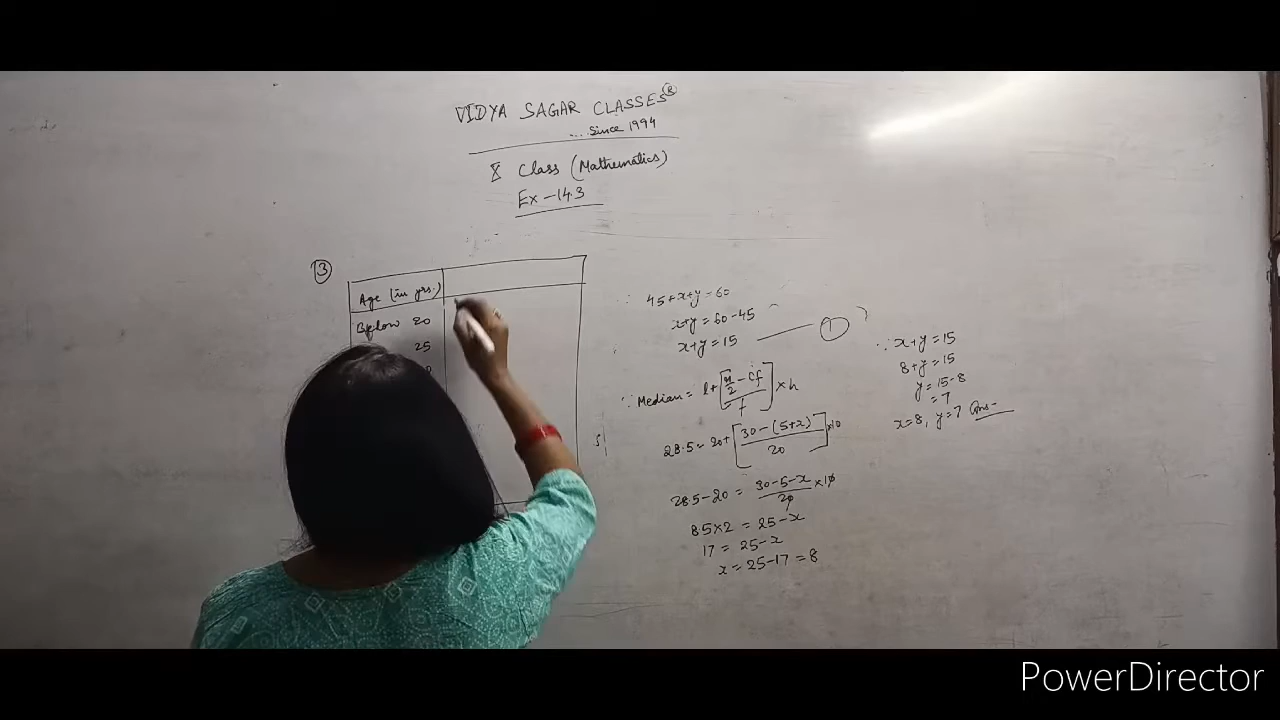 VIDYA SAGAR CLASSES®
... Since 1994
X Class (Mathematics)
Ex - 14.3
③
Age (in yrs.)
Below 20
25
∵ 45+x+y=60
x+y=60-45
x+y=15 ①
∵ Median = l+[n/2 - cf/f]×h
28.5 = 20+[30-(5+x)/20]×10
28.5-20 = 30-5-x/20 ×10
8.5×2 = 25-x
17 = 25-x
x = 25-17 = 8
∵ x+y=15
8+y=15
y=15-8
=7
x=8, y=7 Ans-
PowerDirector